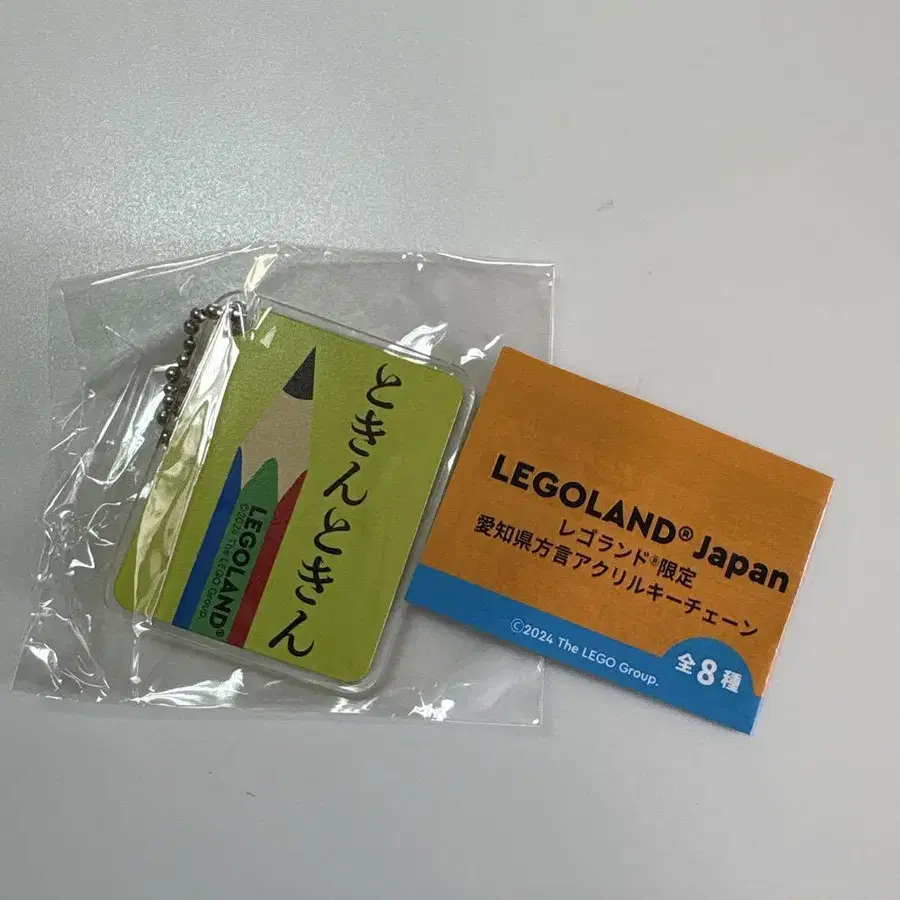 ときんときん
LEGOLAND®
©2024 The LEGO Group.
LEGOLAND® Japan
レゴランド®限定
愛知県方言アクリルキーチェーン
©2024 The LEGO Group.
全8種